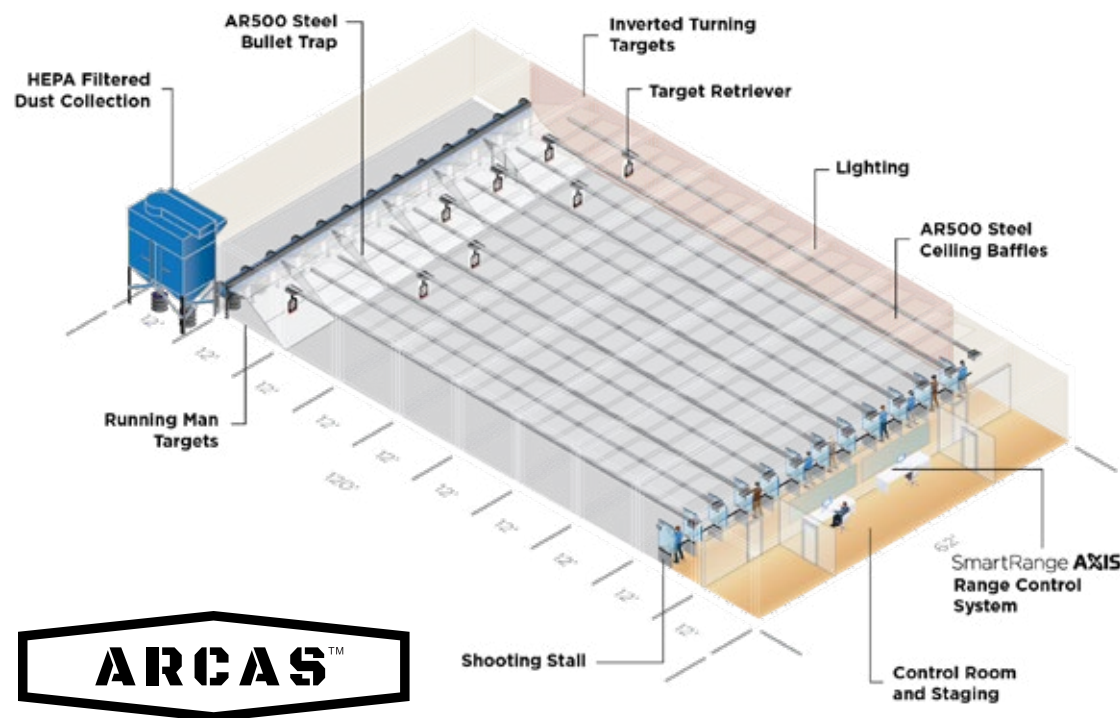 AR500 Steel
Bullet Trap
Inverted Turning
Targets
HEPA Filtered
Dust Collection
Target Retriever
Lighting
AR500 Steel
Ceiling Baffles
12'
12'
12'
12'
12'
120'
12'
12'
12'
12'
12'
Running Man
Targets
62'
SmartRange AXIS
Range Control
System
Shooting Stall
Control Room
and Staging
ARCAS™